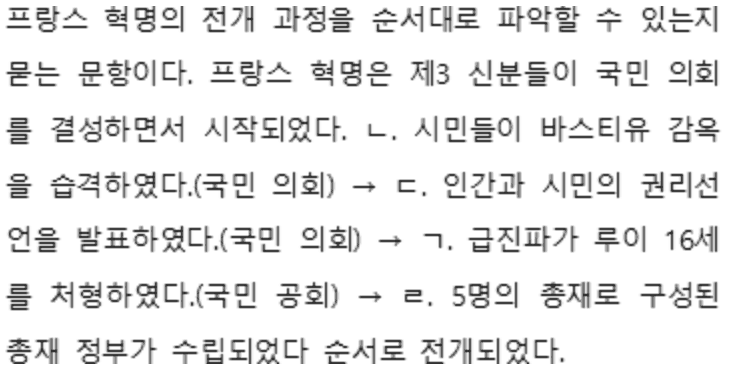 프랑스 혁명의 전개 과정을 순서대로 파악할 수 있는지
묻는 문항이다. 프랑스 혁명은 제3 신분들이 국민 의회
를 결성하면서 시작되었다. ㄴ. 시민들이 바스티유 감옥
을 습격하였다.(국민 의회) → ㄷ. 인간과 시민의 권리선
언을 발표하였다.(국민 의회) → ㄱ. 급진파가 루이 16세
를 처형하였다.(국민 공회) → ㄹ. 5명의 총재로 구성된
총재 정부가 수립되었다 순서로 전개되었다.